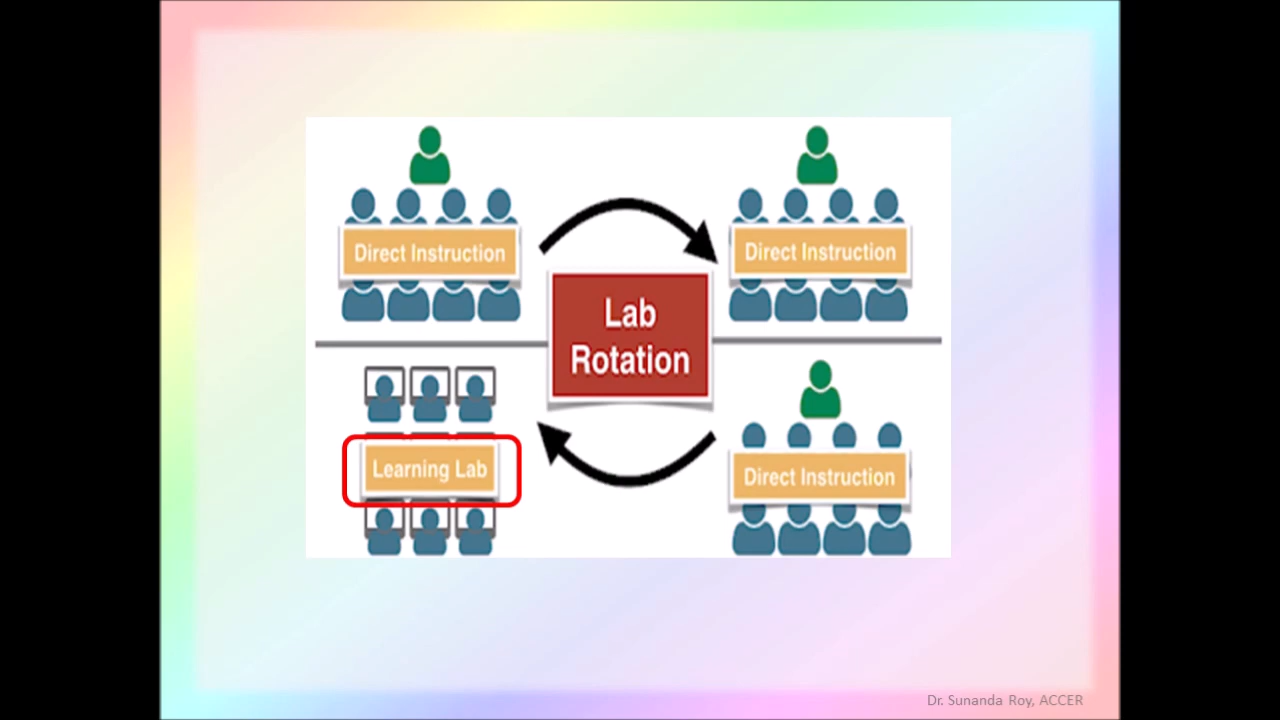 Direct Instruction
Direct Instruction
Lab
Rotation
Learning Lab
Direct Instruction
Dr. Sunanda Roy, ACCER